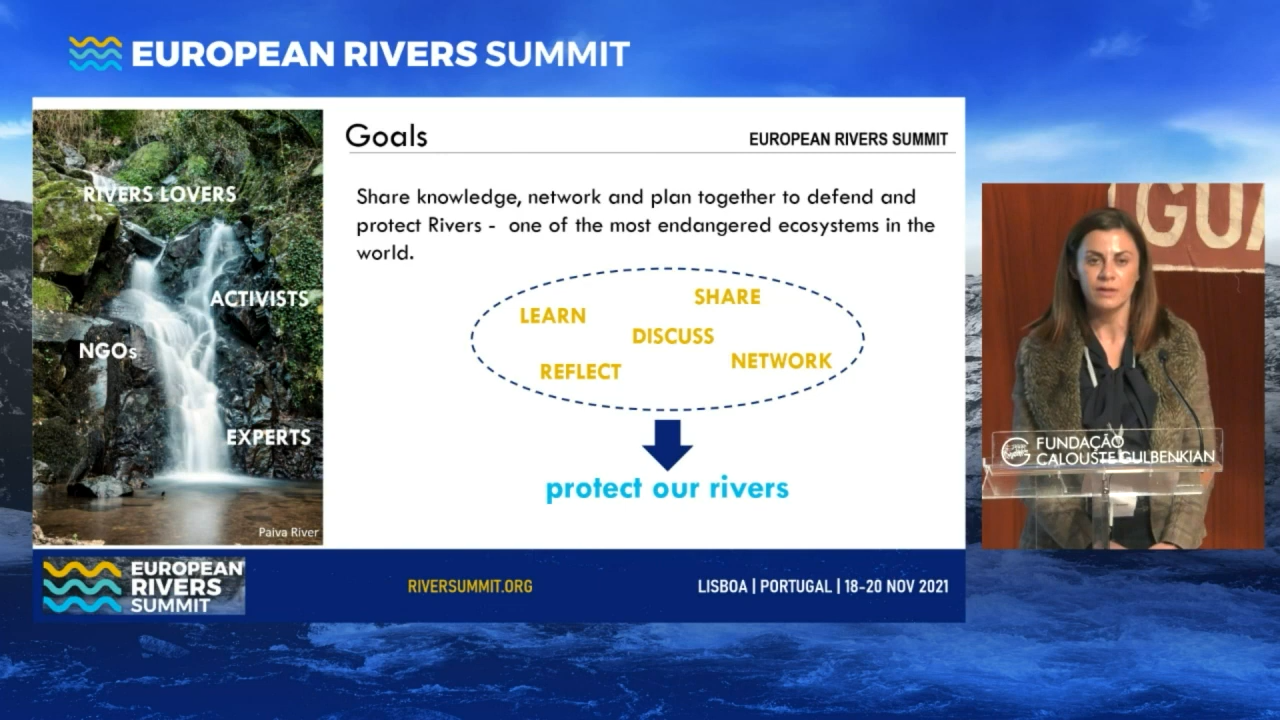 EUROPEAN RIVERS SUMMIT
Goals
EUROPEAN RIVERS SUMMIT
RIVERS LOVERS
ACTIVISTS
NGOs
EXPERTS
Paiva River
Share knowledge, network and plan together to defend and
protect Rivers - one of the most endangered ecosystems in the
world.
LEARN
SHARE
DISCUSS
REFLECT
NETWORK
protect our rivers
GUA
FUNDAÇÃO
CALOUSTE GULBENKIAN
EUROPEAN
RIVERS
SUMMIT
RIVERSUMMIT.ORG
LISBOA | PORTUGAL | 18-20 NOV 2021